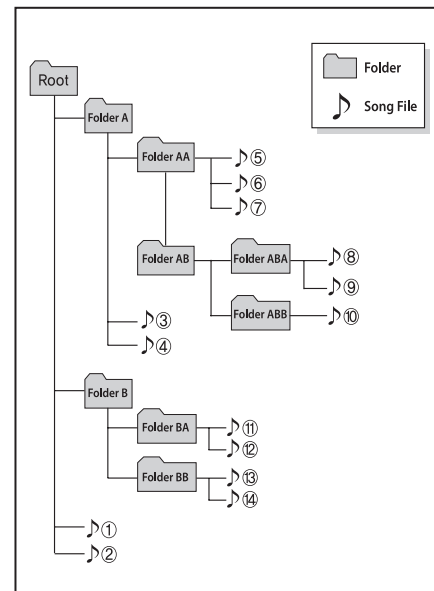 Root
Folder
Folder A
Song File
Folder AA
⑤
⑥
⑦
Folder AB
Folder ABA
⑧
⑨
Folder ABB
⑩
③
④
Folder B
Folder BA
⑪
⑫
Folder BB
⑬
⑭
①
②